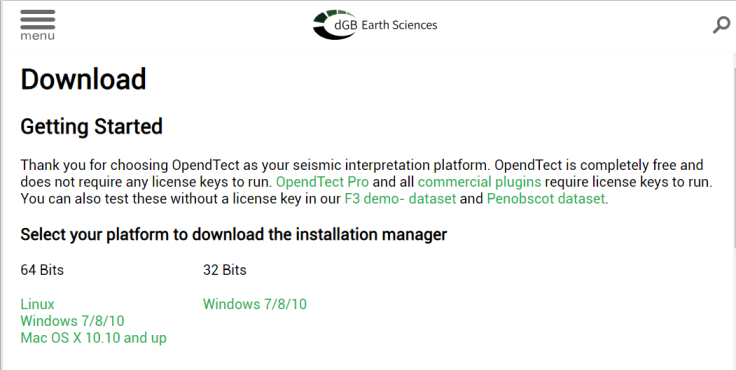 menu
dGB Earth Sciences
Download
Getting Started
Thank you for choosing OpendTect as your seismic interpretation platform. OpendTect is completely free and
does not require any license keys to run. OpendTect Pro and all commercial plugins require license keys to run.
You can also test these without a license key in our F3 demo- dataset and Penobscot dataset.
Select your platform to download the installation manager
64 Bits
32 Bits
Linux
Windows 7/8/10
Windows 7/8/10
Mac OS X 10.10 and up